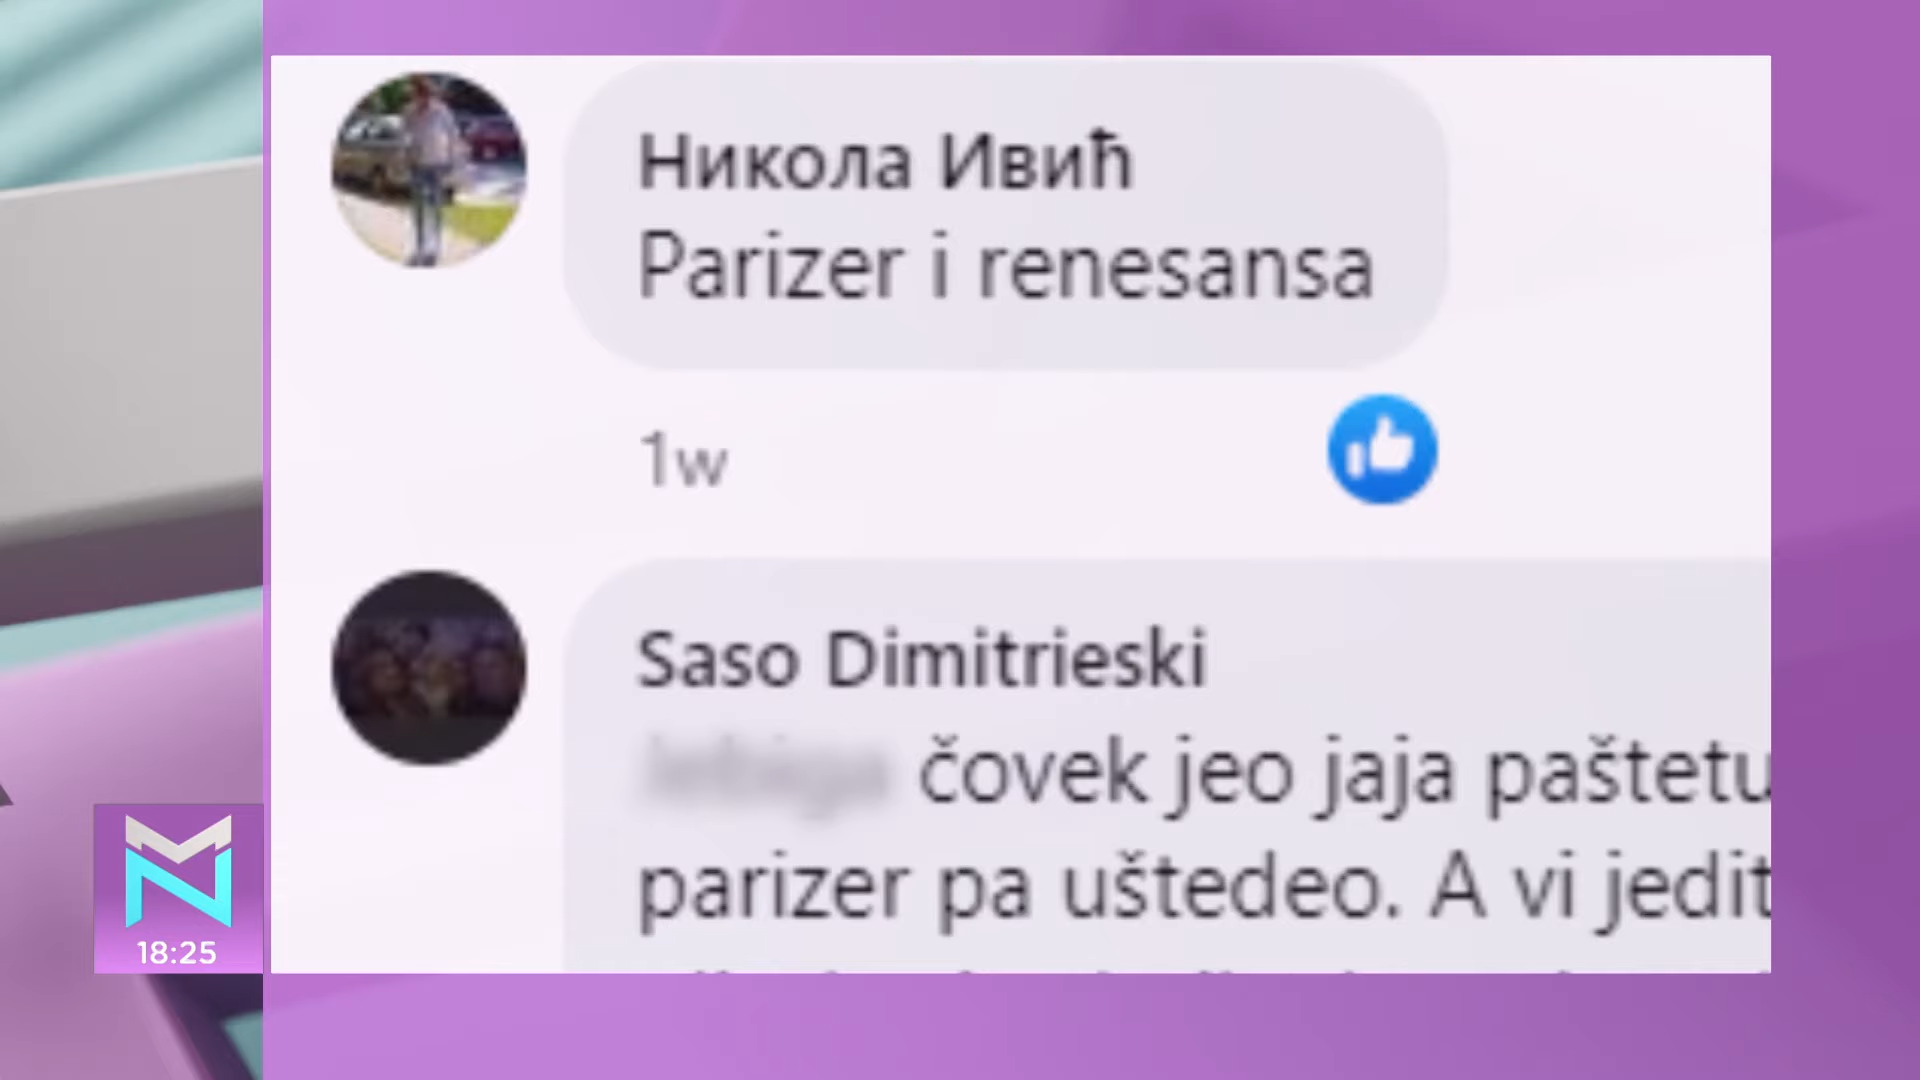 Никола Ивић
Parizer i renesansa
1w
Saso Dimitrieski
čovek jeo jaja paštetu
parizer pa uštedeo. A vi jedit
18:25